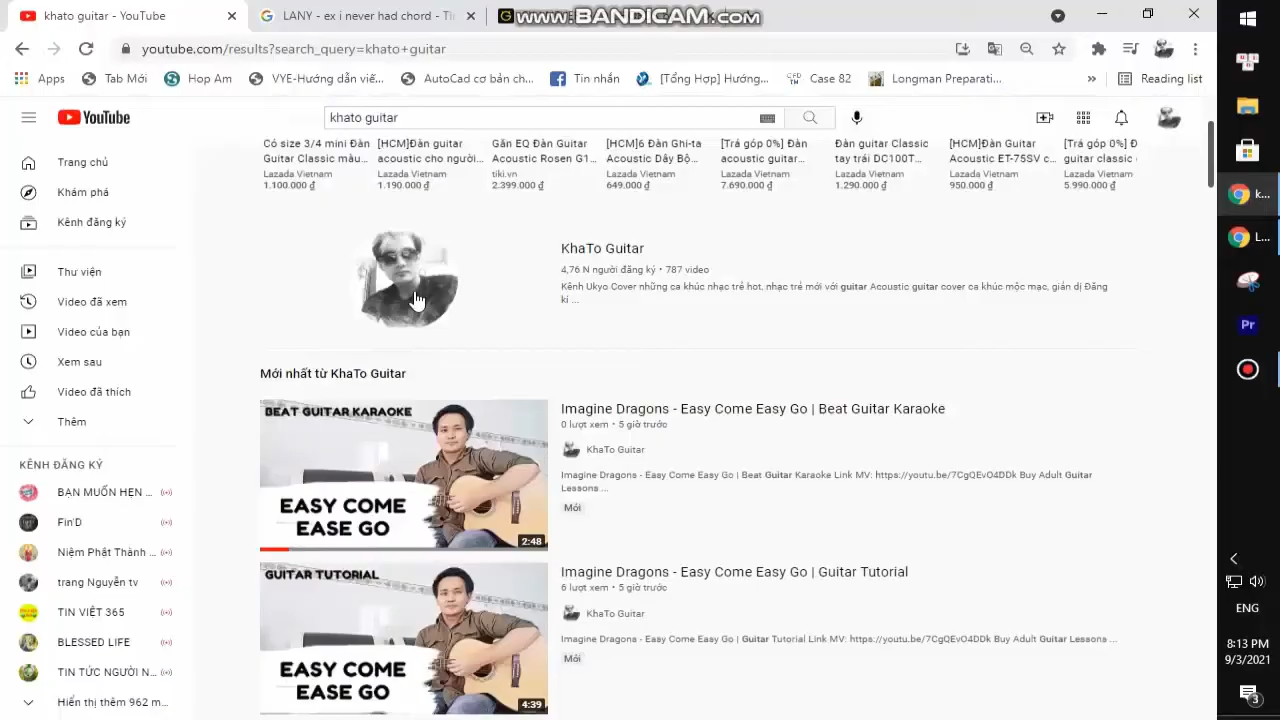 khato guitar - YouTube
LANY - ex i never had chord - Ti
www.BANDICAM.com
youtube.com/results?search_query=khato+guitar
Apps
Tab Mới
Hop Am
VYE-Hướng dẫn viế...
AutoCad cơ bản ch...
Tin nhắn
[Tổng Hợp] Hướng...
Case 82
Longman Preparati...
»
Reading list
YouTube
khato guitar
Có size 3/4 mini Đàn Guitar Classic màu...
Lazada Vietnam
1.100.000 ₫
[HCM]Đàn guitar acoustic cho người...
Lazada Vietnam
1.190.000 ₫
Gắn EQ Đàn Guitar Acoustic Rosen G1...
tiki.vn
2.399.000 ₫
[HCM]6 Đàn Ghi-ta Acoustic Dây Bộ...
Lazada Vietnam
649.000 ₫
[Trả góp 0%] Đàn acoustic guitar...
Lazada Vietnam
7.690.000 ₫
Đàn guitar Classic tay trái DC100T...
Lazada Vietnam
1.290.000 ₫
[HCM]Đàn Guitar Acoustic ET-75SV c...
Lazada Vietnam
950.000 ₫
[Trả góp 0%] Đàn guitar classic
Lazada Vietnam
5.990.000 ₫
Trang chủ
Khám phá
Kênh đăng ký
Thư viện
Video đã xem
Video của bạn
Xem sau
Video đã thích
Thêm
KÊNH ĐĂNG KÝ
BẠN MUỐN HẸN ...
Fin'D
Niệm Phật Thành ...
trang Nguyễn tv
TIN VIỆT 365
BLESSED LIFE
TIN TỨC NGƯỜI N...
Hiển thị thêm 962 m...
KhaTo Guitar
4,76 N người đăng ký • 787 video
Kênh Ukyo Cover những ca khúc nhạc trẻ hot, nhạc trẻ mới với guitar Acoustic guitar cover ca khúc mộc mạc, giản dị Đăng
kí ...
Mới nhất từ KhaTo Guitar
BEAT GUITAR KARAOKE
EASY COME
EASE GO
2:48
Imagine Dragons - Easy Come Easy Go | Beat Guitar Karaoke
0 lượt xem • 5 giờ trước
KhaTo Guitar
Imagine Dragons - Easy Come Easy Go | Beat Guitar Karaoke Link MV: https://youtu.be/7CgQEvO4DDk Buy Adult Guitar
Lessons ...
Mới
GUITAR TUTORIAL
EASY COME
EASE GO
4:39
Imagine Dragons - Easy Come Easy Go | Guitar Tutorial
6 lượt xem • 5 giờ trước
KhaTo Guitar
Imagine Dragons - Easy Come Easy Go | Guitar Tutorial Link MV: https://youtu.be/7CgQEvO4DDk Buy Adult Guitar Lessons ...
Mới
k...
L...
Pr
ENG
8:13 PM
9/3/2021
3